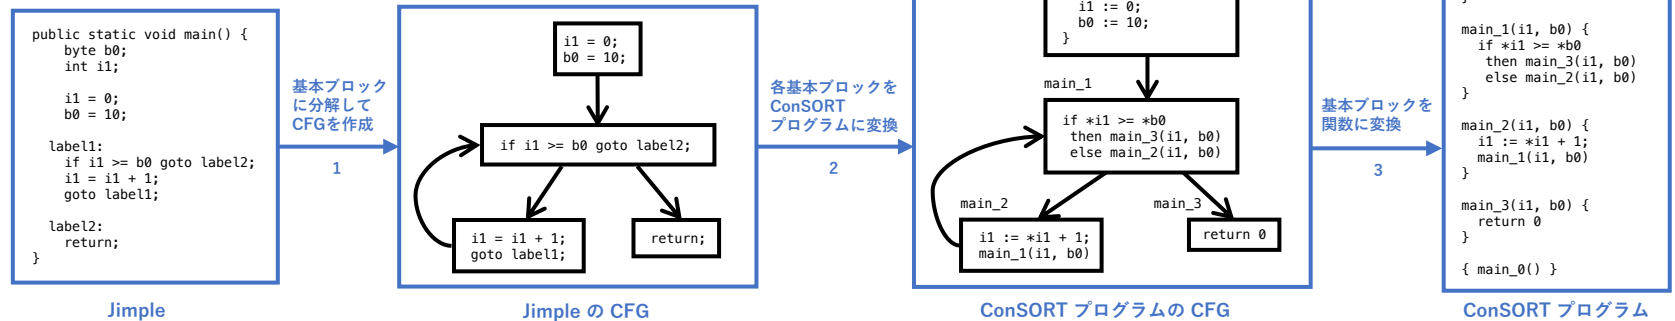 public static void main() {
byte b0;
int i1;
i1 = 0;
b0 = 10;
label1:
if i1 >= b0 goto label2;
i1 = i1 + 1;
goto label1;
label2:
return;
}
Jimple
基本ブロック
に分解して
CFGを作成
1
i1 = 0;
b0 = 10;
if i1 >= b0 goto label2;
i1 = i1 + 1;
goto label1;
return;
Jimple の CFG
各基本ブロックを
ConSORT
プログラムに変換
2
i1 := 0;
b0 := 10;
}
main_1
if *i1 >= *b0
then main_3(i1, b0)
else main_2(i1, b0)
main_2
i1 := *i1 + 1;
main_1(i1, b0)
main_3
return 0
ConSORT プログラムの CFG
基本ブロックを
関数に変換
3
}
main_1(i1, b0) {
if *i1 >= *b0
then main_3(i1, b0)
else main_2(i1, b0)
}
main_2(i1, b0) {
i1 := *i1 + 1;
main_1(i1, b0)
}
main_3(i1, b0) {
return 0
}
{ main_0() }
ConSORT プログラム